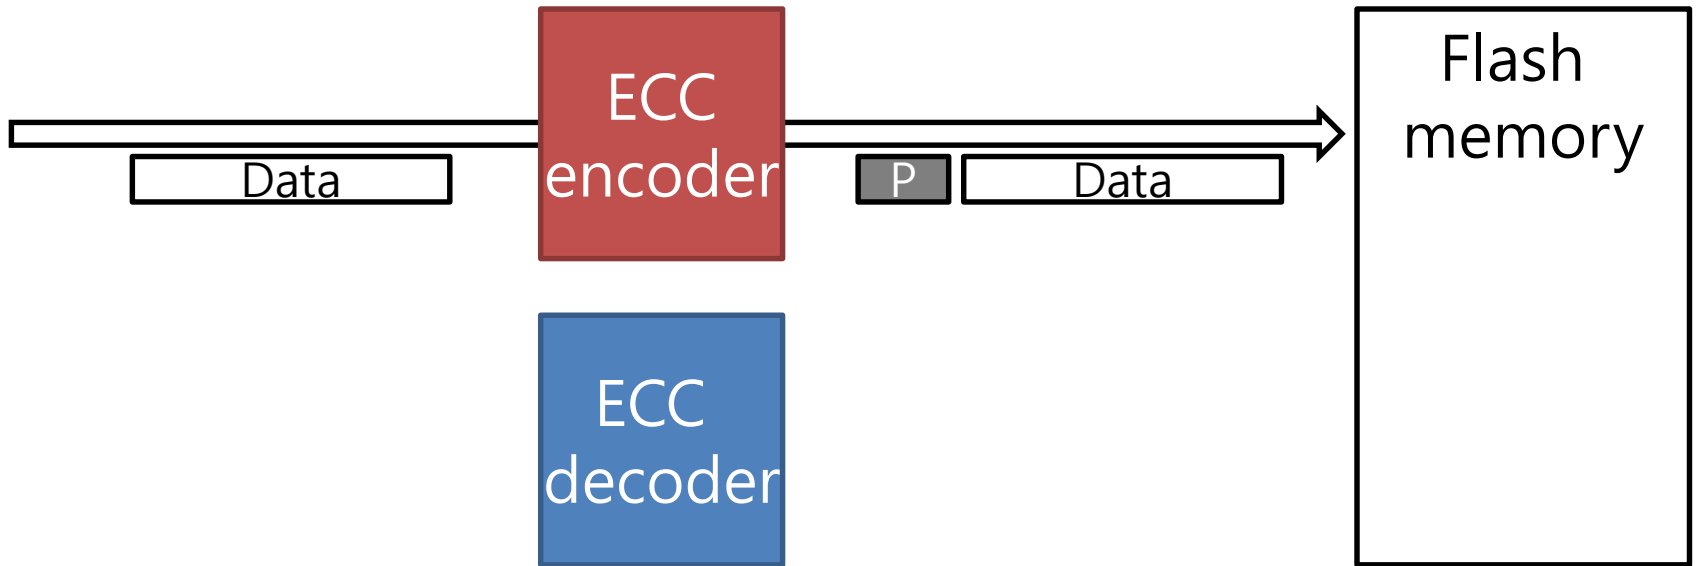 ECC
encoder
Flash
memory
Data
P
Data
ECC
decoder